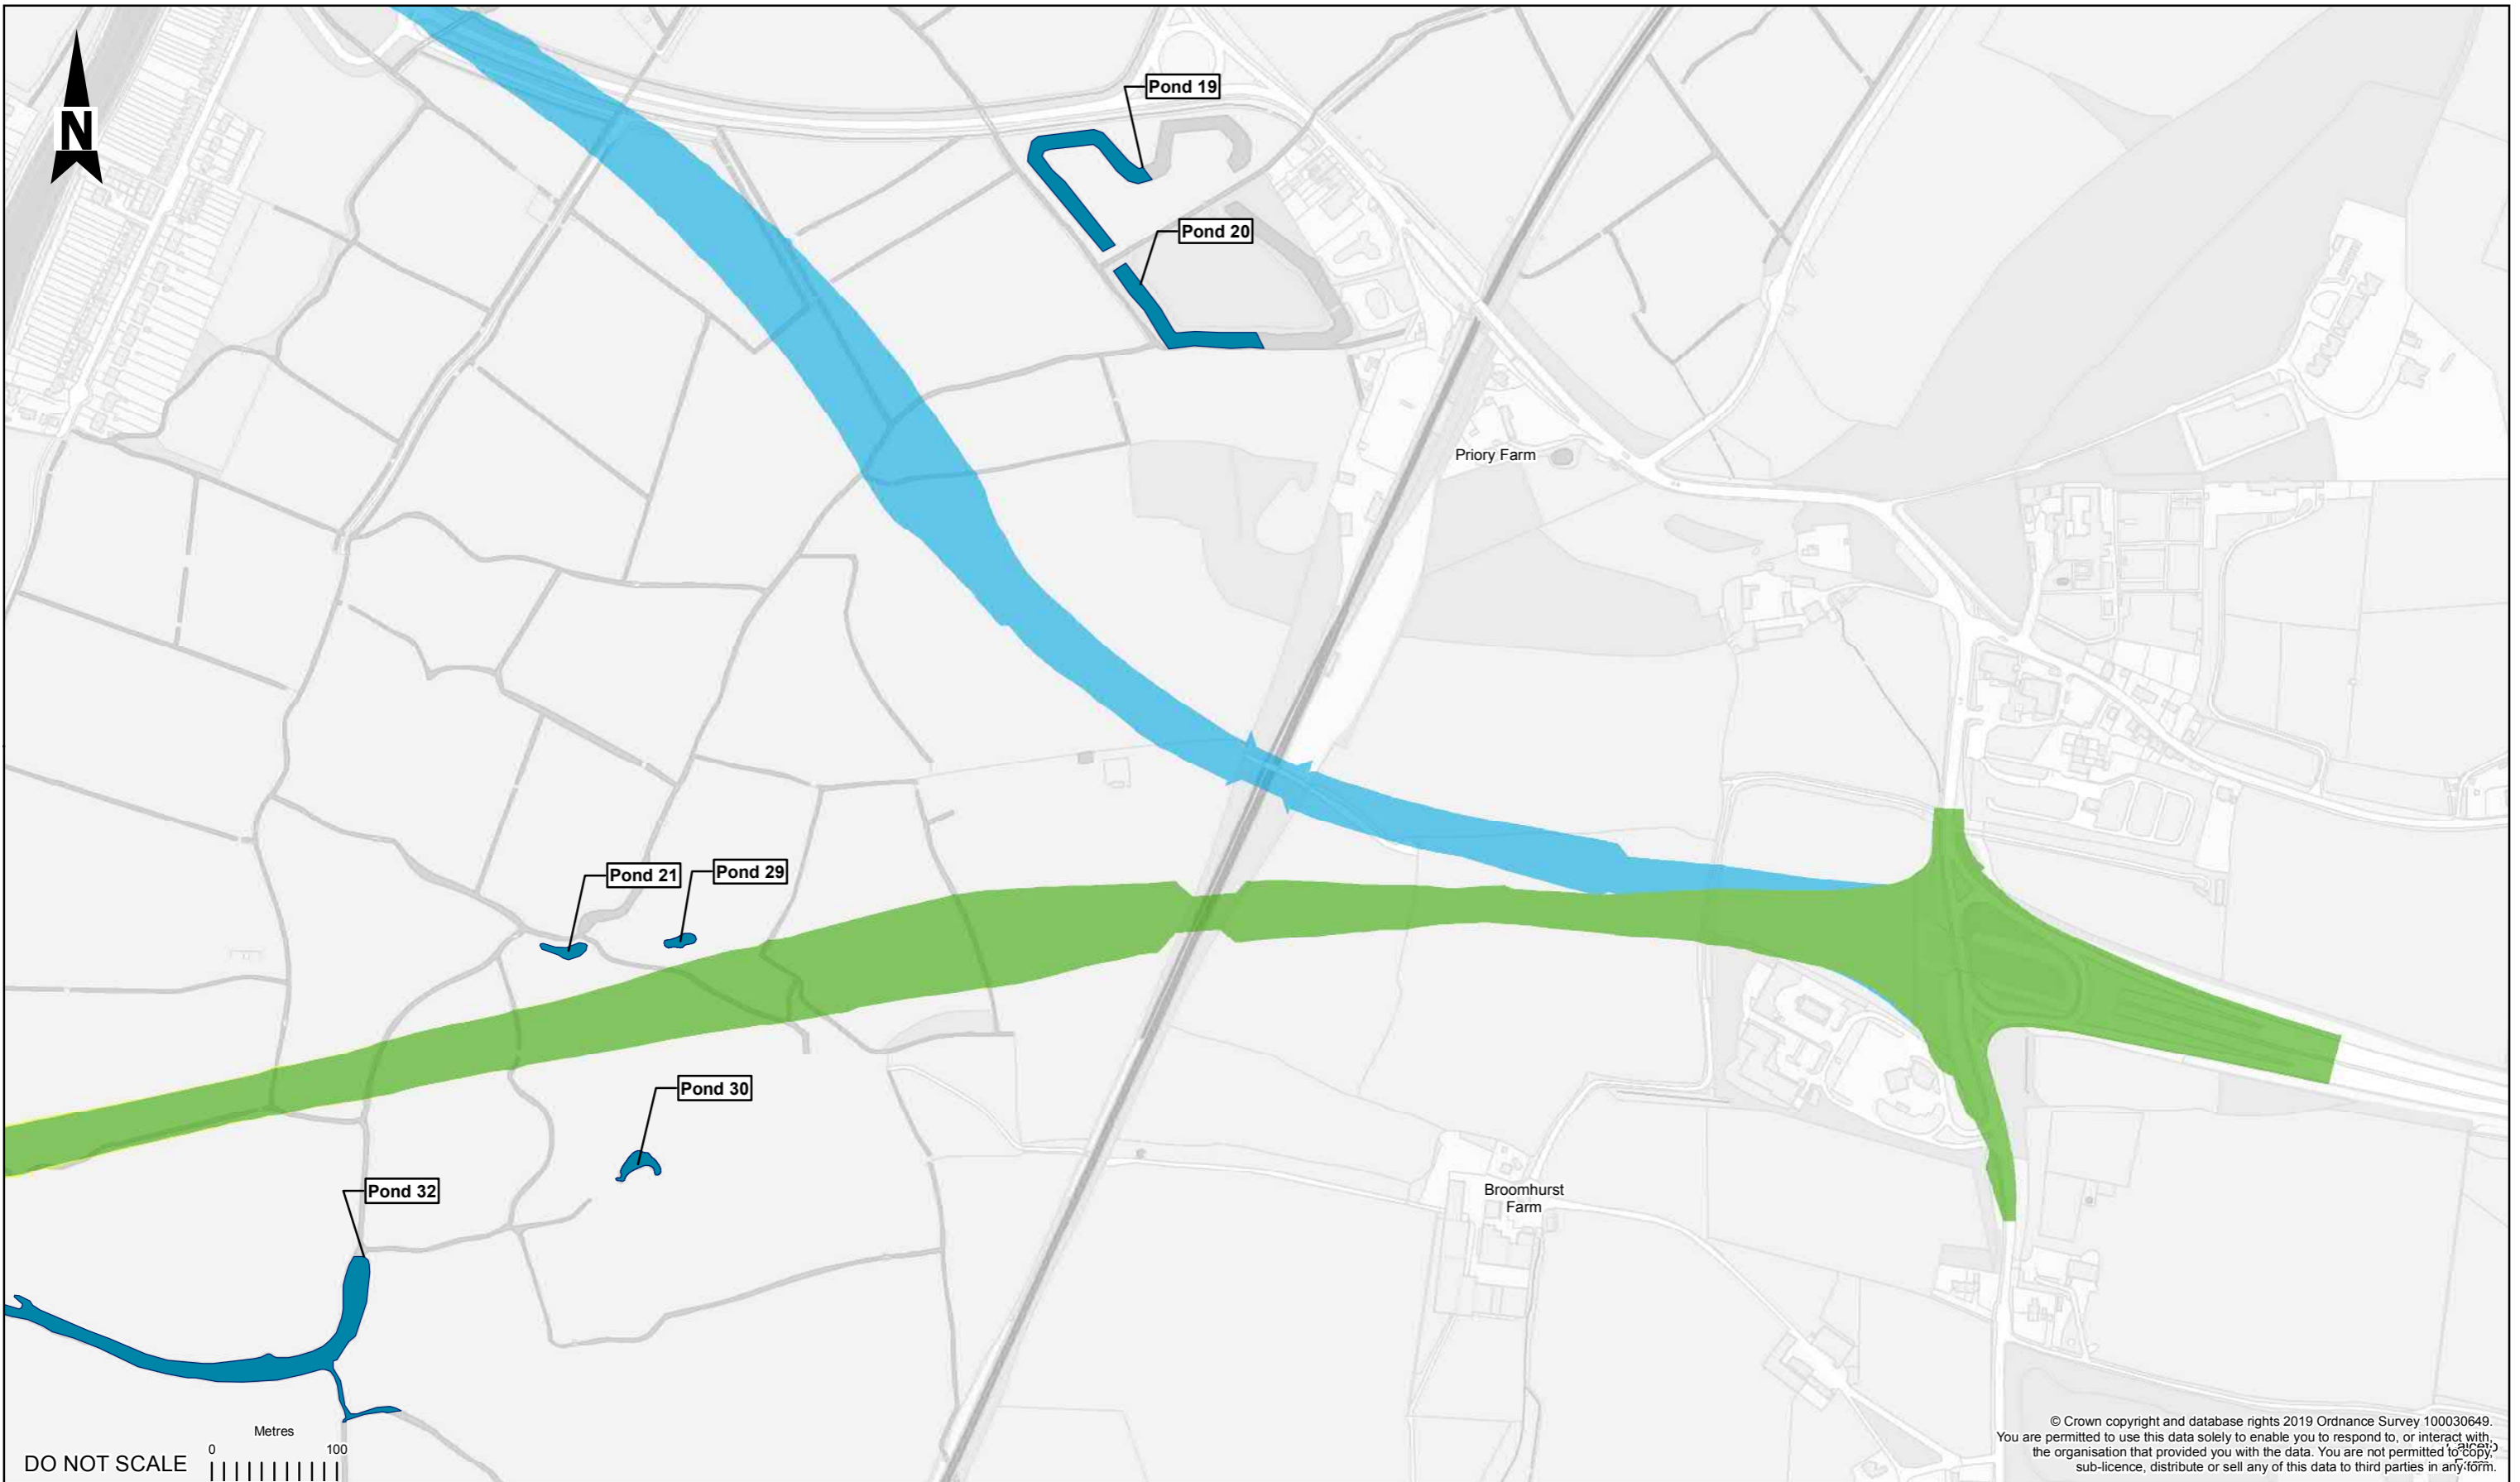 N
Pond 19
Pond 20
Priory Farm
Pond 21
Pond 29
Pond 30
Pond 32
Broomhurst
Farm
Metres
0 100
DO NOT SCALE
© Crown copyright and database rights 2019 Ordnance Survey 100030649.
You are permitted to use this data solely to enable you to respond to, or interact with,
the organisation that provided you with the data. You are not permitted to copy,
sub-licence, distribute or sell any of this data to third parties in any form.